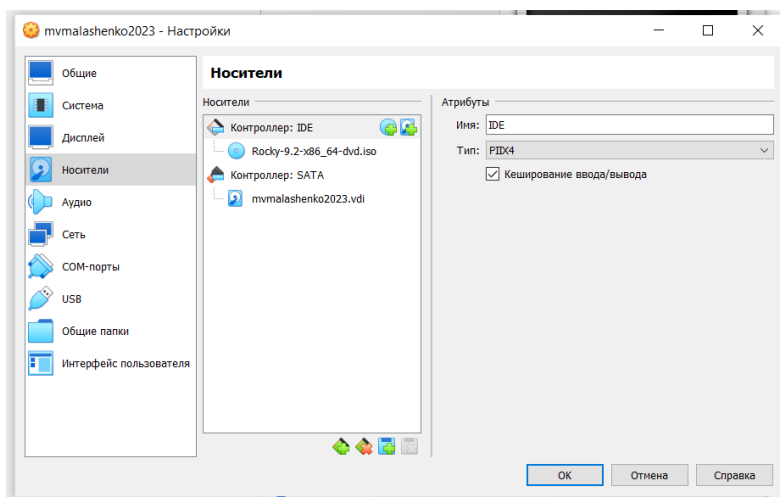 mvmalashenko2023 - Настройки
Общие
Система
Дисплей
Носители
Аудио
Сеть
COM-порты
USB
Общие папки
Интерфейс пользователя
Носители
Носители
Контроллер: IDE
Rocky-9.2-x86_64-dvd.iso
Контроллер: SATA
mvmalashenko2023.vdi
Атрибуты
Имя: IDE
Тип: PIIX4
Кеширование ввода/вывода
OK Отмена Справка